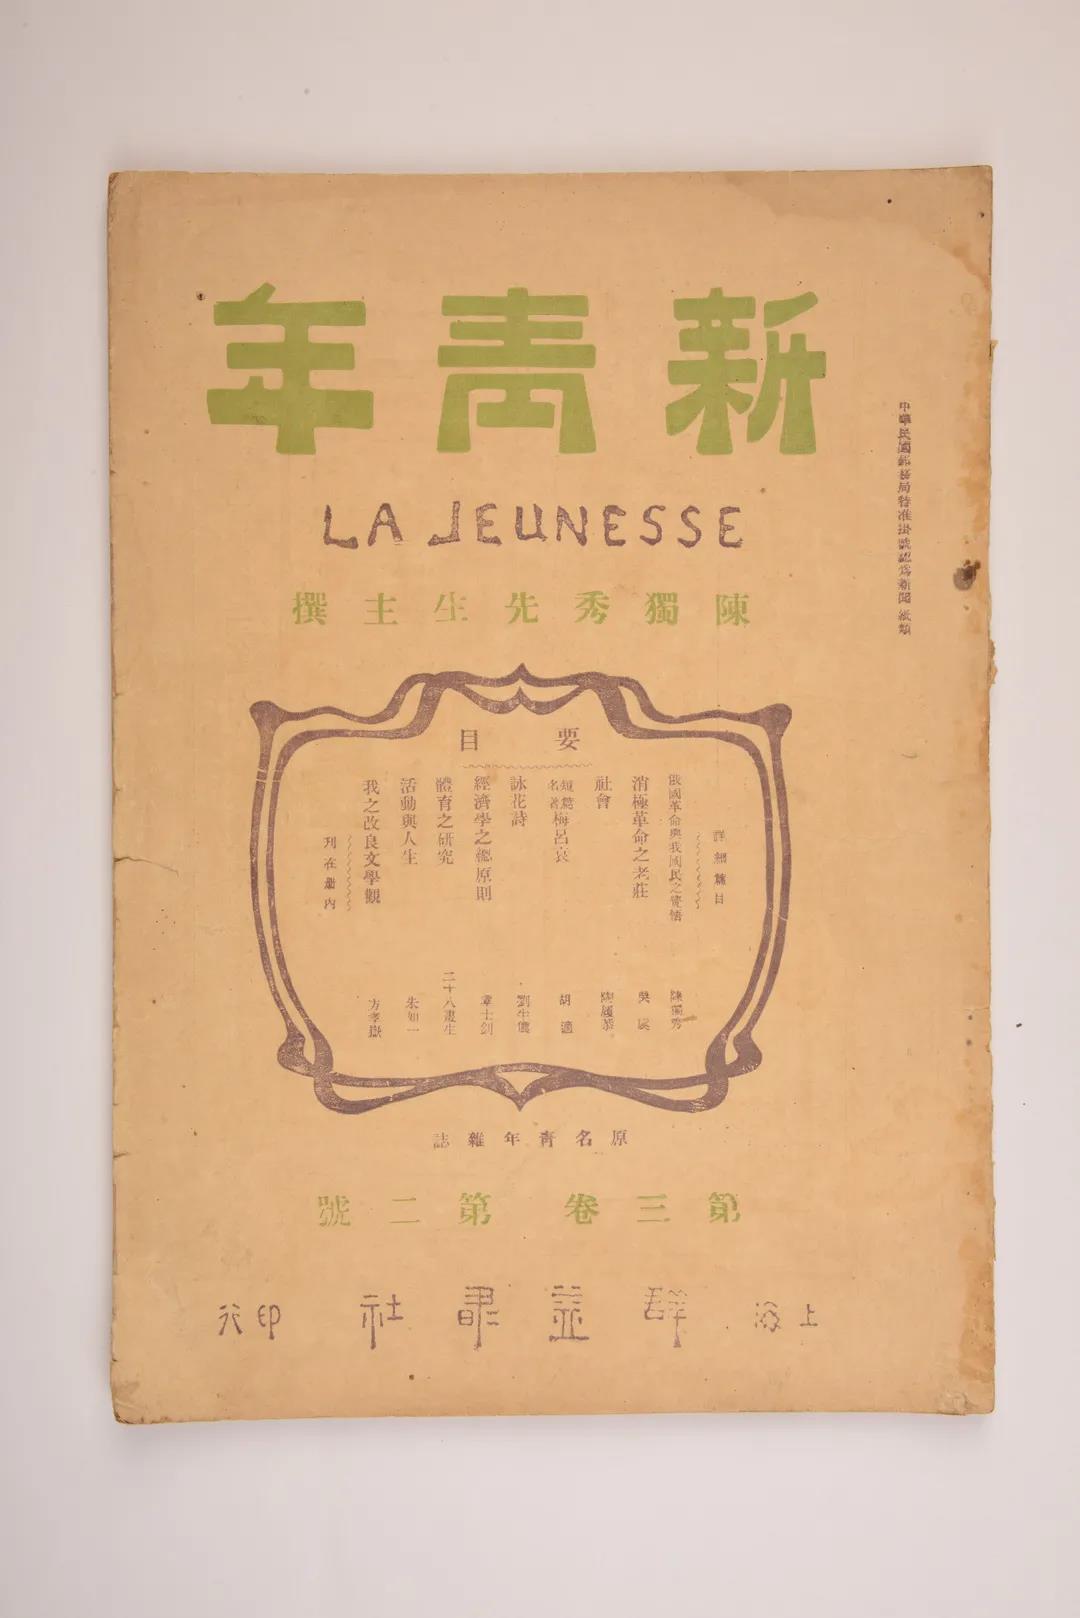 新青年
LA JEUNESSE
陳獨秀先生主撰
中華民國郵務局特准掛號認為新聞紙類
要目
詳細篇目
俄國革命與我國民之覺悟 陳獨秀
消極革命之老莊 吳虞
社會 陶履恭
短篇名著 梅呂哀 胡適
詠花詩 劉半儂
經濟學之總原則 章士釗
體育之研究 二十八畫生
活動與人生 朱如一
我之改良文學觀 方孝嶽
刊在冊內
原名青年雜誌
第三卷 第二號
上海 群益書社 印行